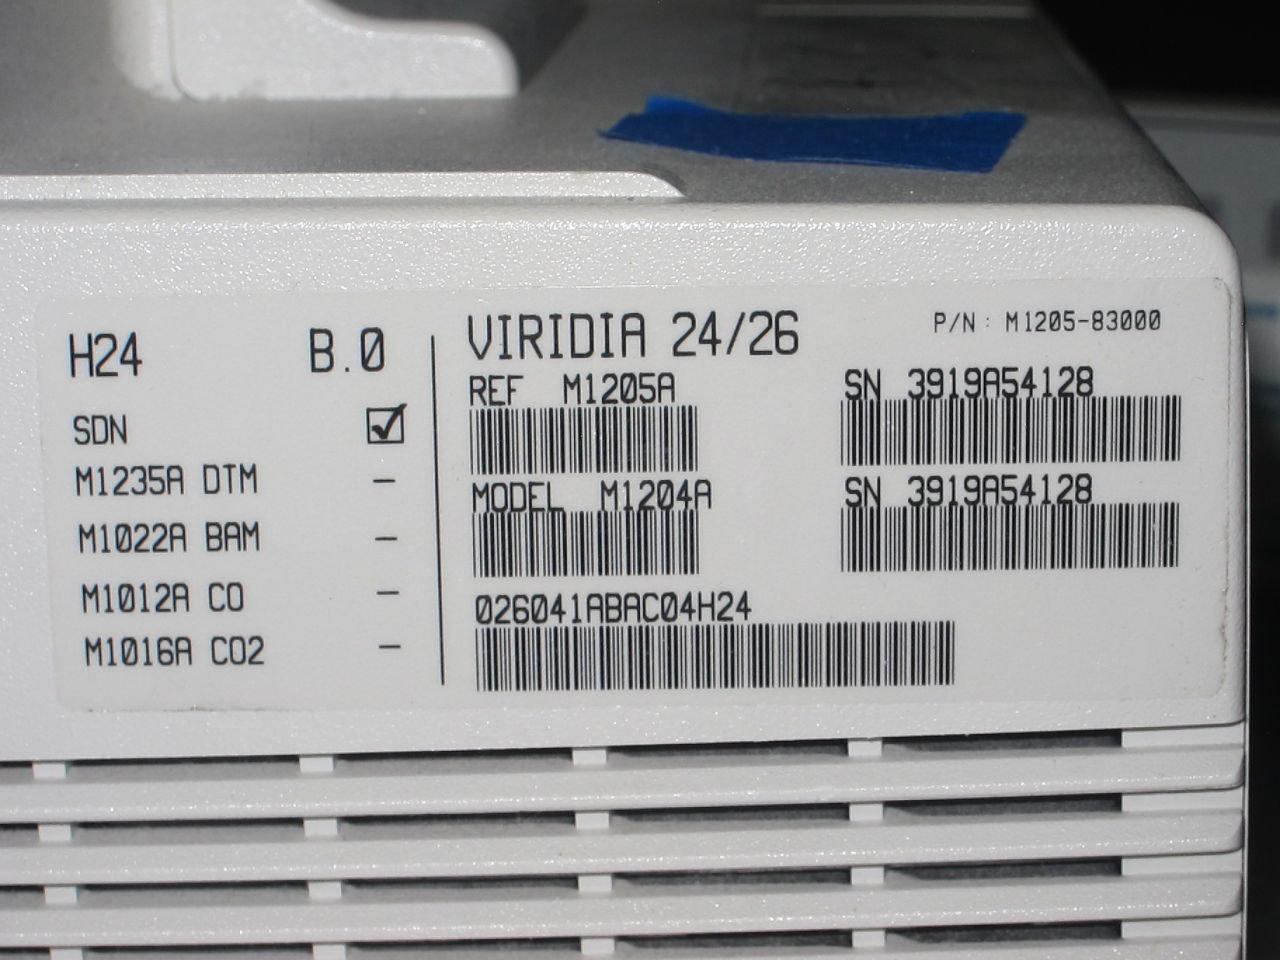 H24 B.0
SDN ☑
M1235A DTM –
M1022A BAM –
M1012A CO –
M1016A CO2 –
VIRIDIA 24/26 P/N: M1205-83000
REF M1205A SN 3919A54128
MODEL M1204A SN 3919A54128
026041ABAC04H24